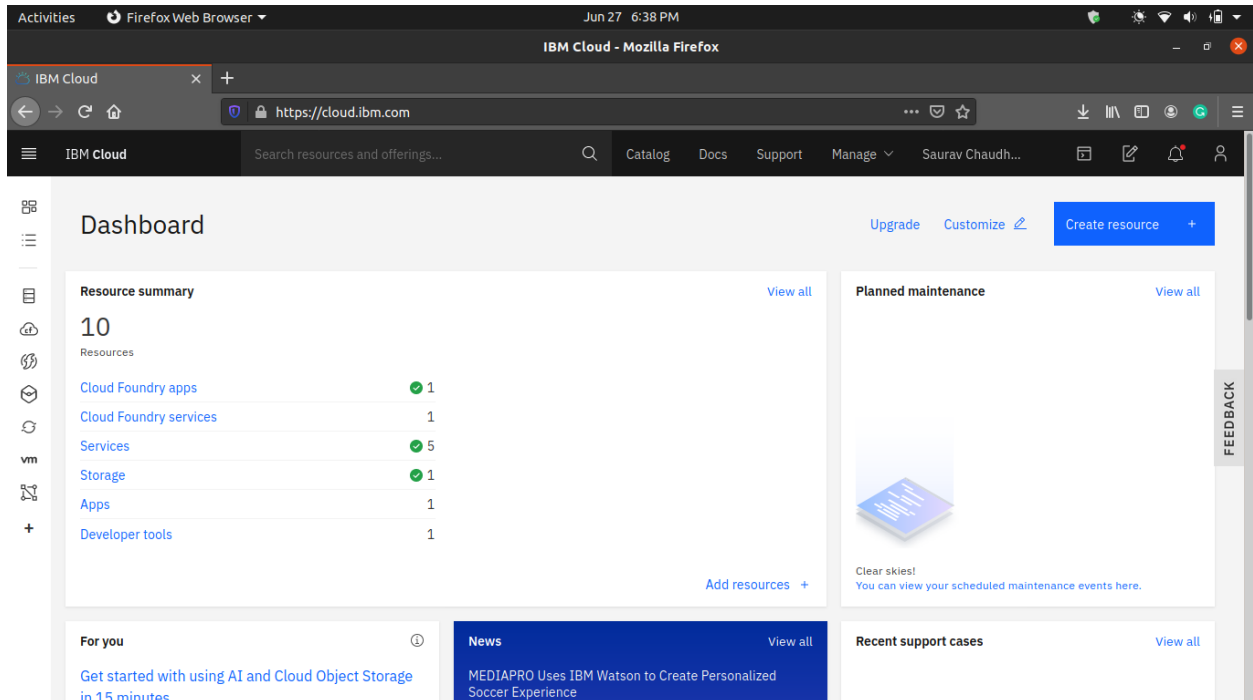 Activities Firefox Web Browser Jun 27 6:38 PM
IBM Cloud - Mozilla Firefox
IBM Cloud
https://cloud.ibm.com
IBM Cloud Search resources and offerings... Catalog Docs Support Manage Saurav Chaudh...
Dashboard Upgrade Customize Create resource +
Resource summary View all
10
Resources
Cloud Foundry apps 1
Cloud Foundry services 1
Services 5
Storage 1
Apps 1
Developer tools 1
Add resources +
Planned maintenance View all
Clear skies!
You can view your scheduled maintenance events here.
FEEDBACK
cf
vm
For you
Get started with using AI and Cloud Object Storage
in 15 minutes
News View all
MEDIAPRO Uses IBM Watson to Create Personalized
Soccer Experience
Recent support cases View all